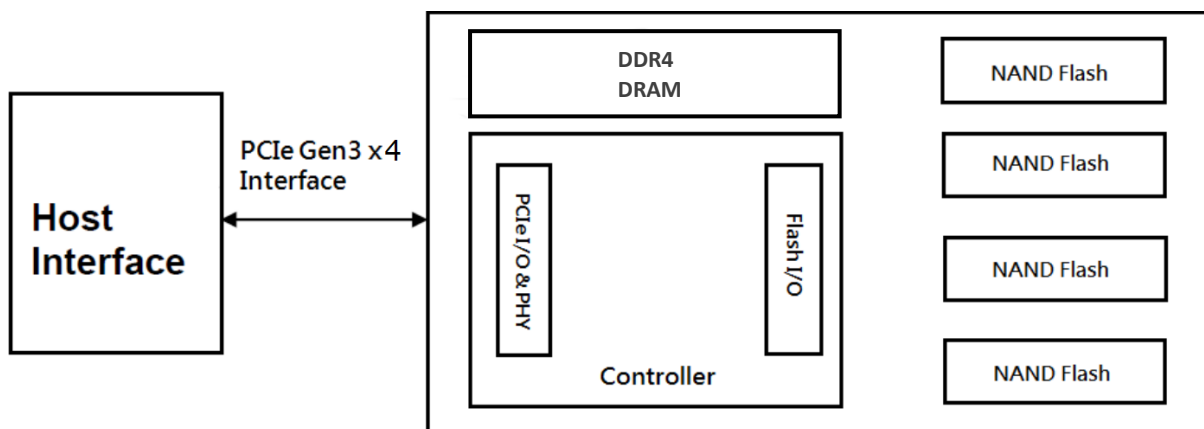 Host
Interface
PCIe Gen3 x4
Interface
DDR4
DRAM
PCIe I/O & PHY
Flash I/O
Controller
NAND Flash
NAND Flash
NAND Flash
NAND Flash